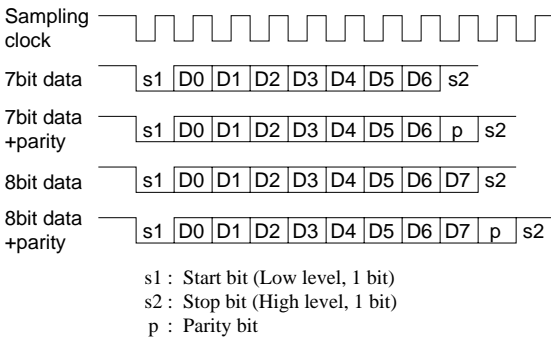 Sampling
clock
7bit data s1 D0 D1 D2 D3 D4 D5 D6 s2
7bit data
+parity s1 D0 D1 D2 D3 D4 D5 D6 p s2
8bit data s1 D0 D1 D2 D3 D4 D5 D6 D7 s2
8bit data
+parity s1 D0 D1 D2 D3 D4 D5 D6 D7 p s2
s1 : Start bit (Low level, 1 bit)
s2 : Stop bit (High level, 1 bit)
p : Parity bit